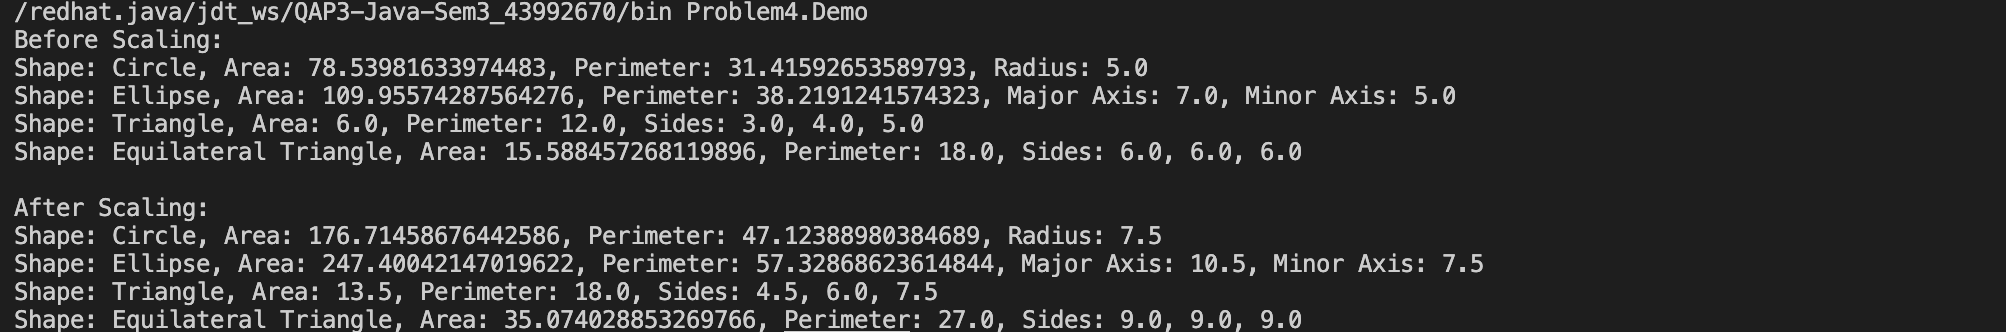 /redhat.java/jdt_ws/QAP3-Java-Sem3_43992670/bin Problem4.Demo
Before Scaling:
Shape: Circle, Area: 78.53981633974483, Perimeter: 31.41592653589793, Radius: 5.0
Shape: Ellipse, Area: 109.95574287564276, Perimeter: 38.2191241574323, Major Axis: 7.0, Minor Axis: 5.0
Shape: Triangle, Area: 6.0, Perimeter: 12.0, Sides: 3.0, 4.0, 5.0
Shape: Equilateral Triangle, Area: 15.588457268119896, Perimeter: 18.0, Sides: 6.0, 6.0, 6.0
After Scaling:
Shape: Circle, Area: 176.71458676442586, Perimeter: 47.12388980384689, Radius: 7.5
Shape: Ellipse, Area: 247.40042147019622, Perimeter: 57.32868623614844, Major Axis: 10.5, Minor Axis: 7.5
Shape: Triangle, Area: 13.5, Perimeter: 18.0, Sides: 4.5, 6.0, 7.5
Shape: Equilateral Triangle, Area: 35.074028853269766, Perimeter: 27.0, Sides: 9.0, 9.0, 9.0